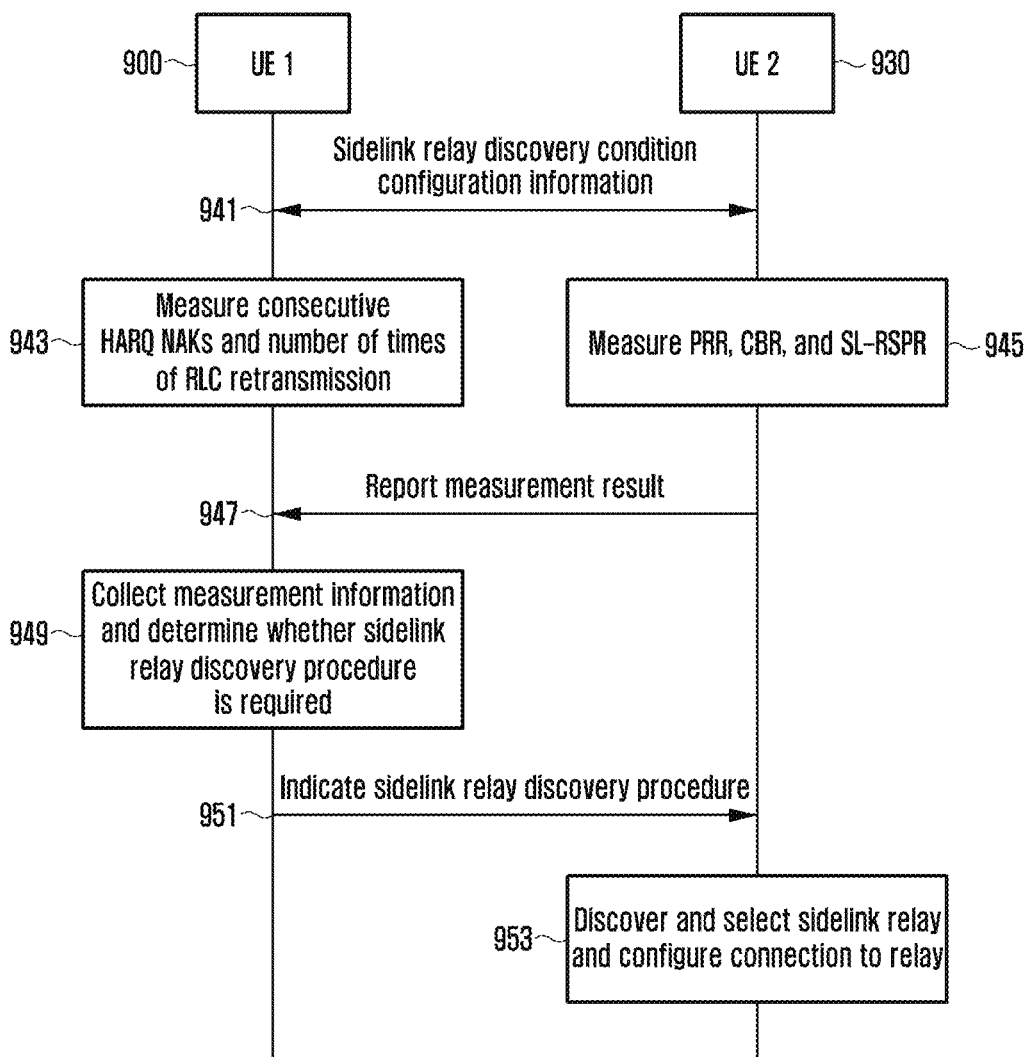 900
UE 1
UE 2
930
Sidelink relay discovery condition
configuration information
941
943
Measure consecutive
HARQ NAKs and number of times
of RLC retransmission
Measure PRR, CBR, and SL-RSPR
945
Report measurement result
947
949
Collect measurement information
and determine whether sidelink
relay discovery procedure
is required
Indicate sidelink relay discovery procedure
951
953
Discover and select sidelink relay
and configure connection to relay